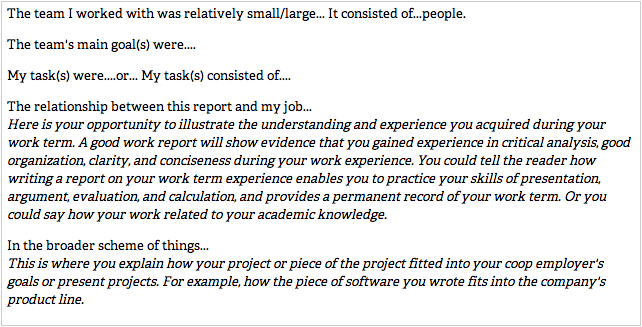 The team I worked with was relatively small/large... It consisted of...people.
The team's main goal(s) were....
My task(s) were....or... My task(s) consisted of....
The relationship between this report and my job...
Here is your opportunity to illustrate the understanding and experience you acquired during your
work term. A good work report will show evidence that you gained experience in critical analysis, good
organization, clarity, and conciseness during your work experience. You could tell the reader how
writing a report on your work term experience enables you to practice your skills of presentation,
argument, evaluation, and calculation, and provides a permanent record of your work term. Or you
could say how your work related to your academic knowledge.
In the broader scheme of things...
This is where you explain how your project or piece of the project fitted into your coop employer's
goals or present projects. For example, how the piece of software you wrote fits into the company's
product line.